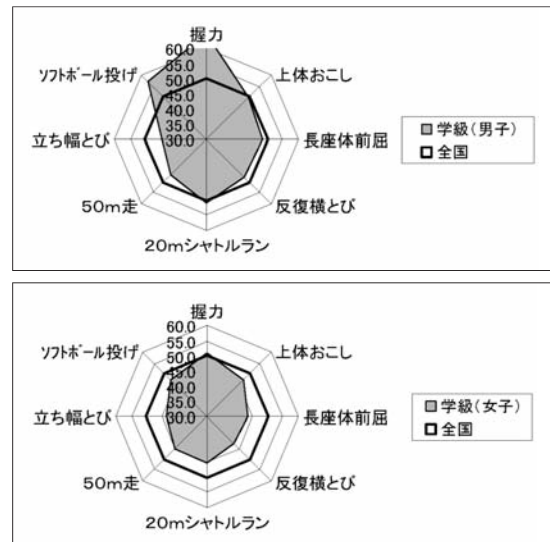 握力
60.0
55.0
50.0
45.0
40.0
35.0
30.0
上体おこし
長座体前屈
反復横とび
20mシャトルラン
50m走
立ち幅とび
ソフトボール投げ
学級(男子)
全国
握力
60.0
55.0
50.0
45.0
40.0
35.0
30.0
上体おこし
長座体前屈
反復横とび
20mシャトルラン
50m走
立ち幅とび
ソフトボール投げ
学級(女子)
全国